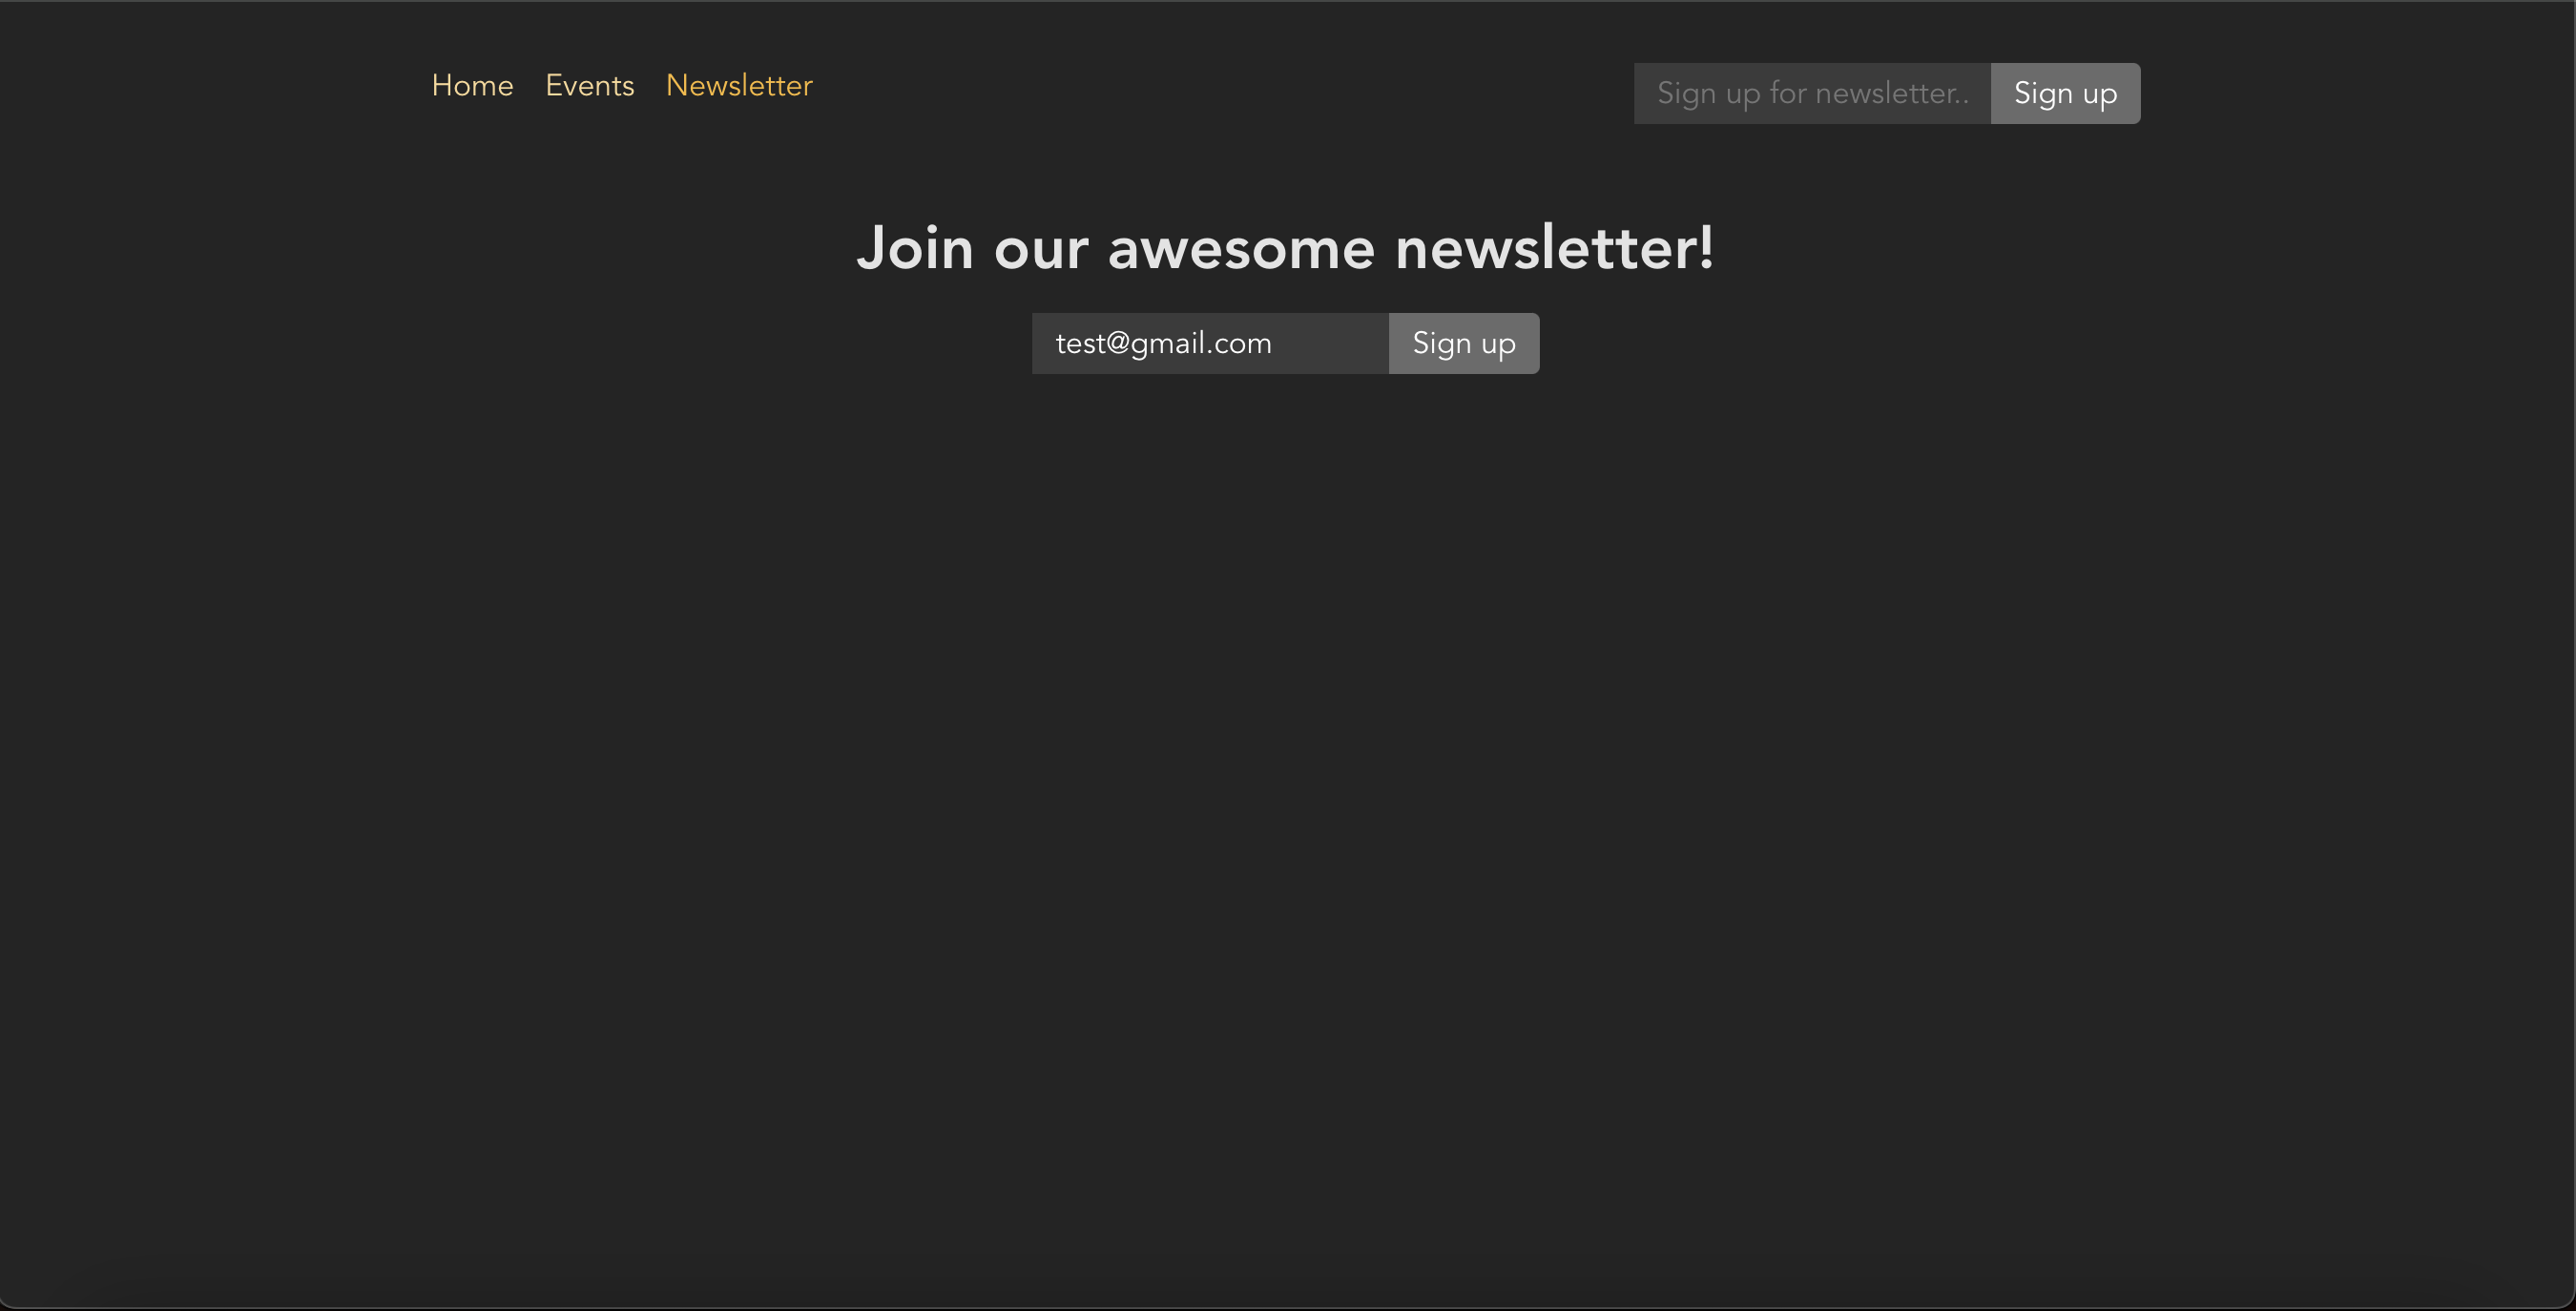 Home Events Newsletter
Sign up for newsletter.. Sign up
Join our awesome newsletter!
test@gmail.com Sign up